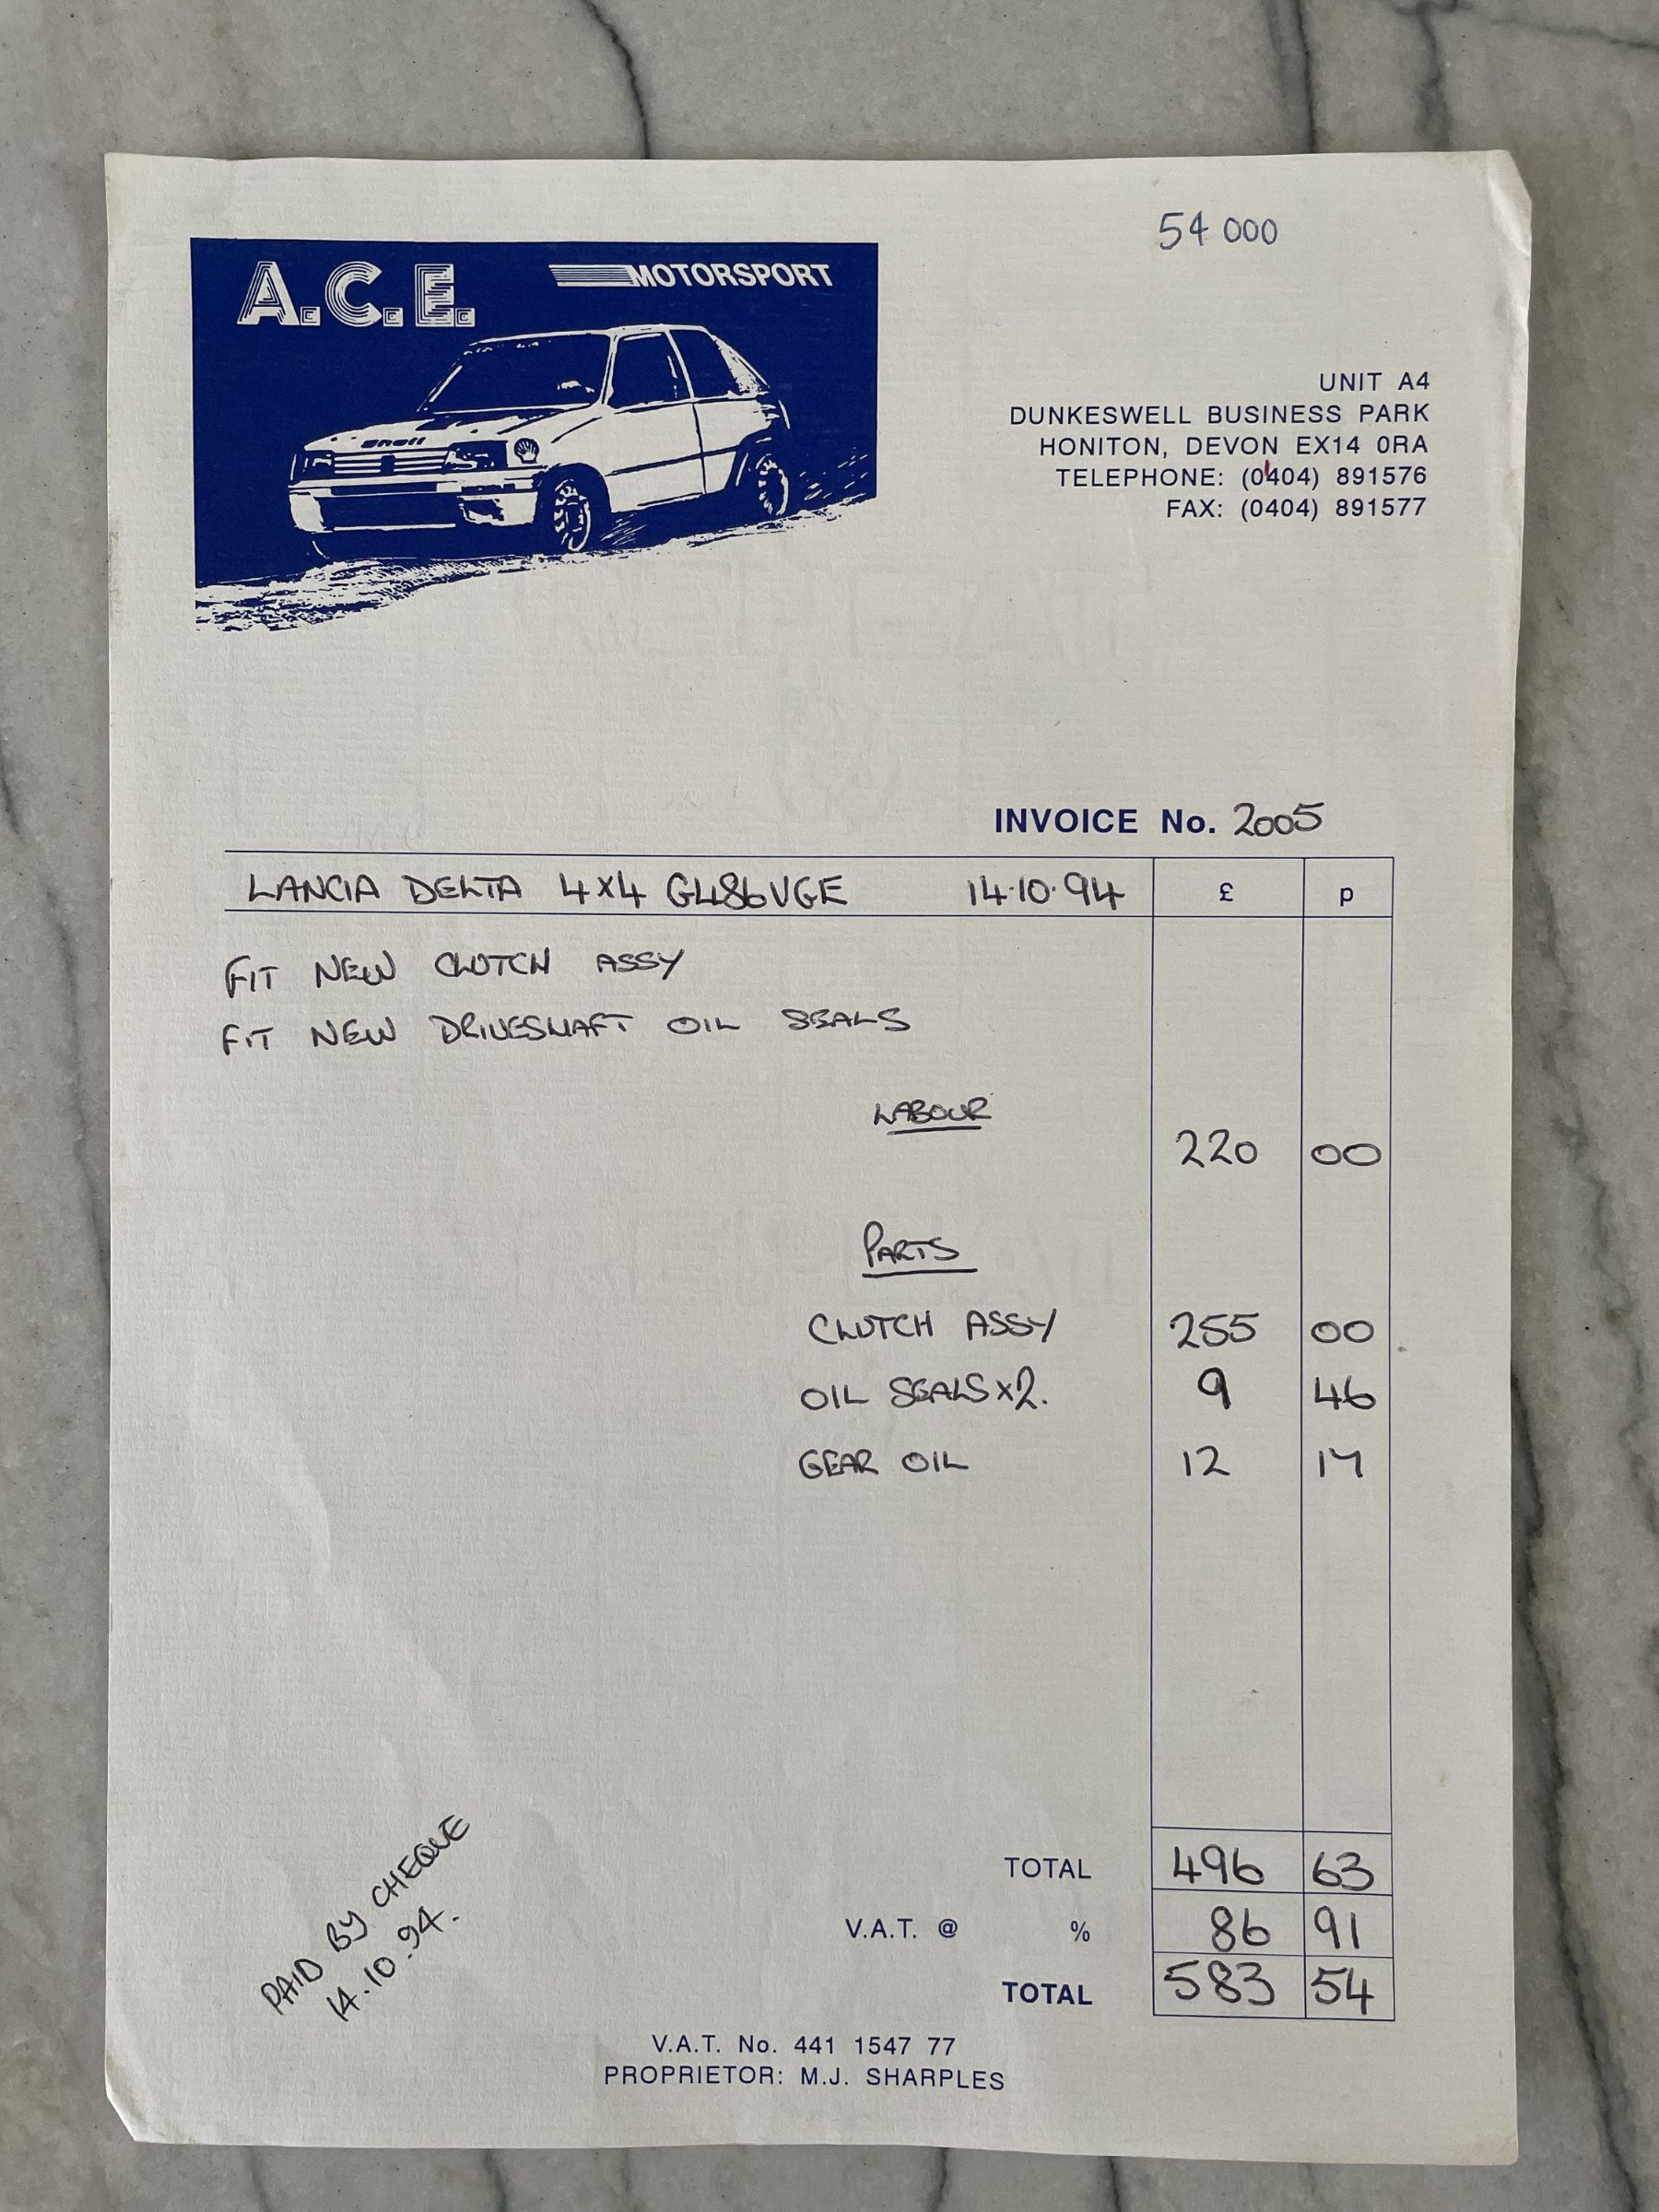 54 000
A.C.E. MOTORSPORT
Shell
UNIT A4
DUNKESWELL BUSINESS PARK
HONITON, DEVON EX14 0RA
TELEPHONE: (0404) 891576
FAX: (0404) 891577
INVOICE No. 2005
LANCIA DELTA 4X4 G486VGE 14.10.94 £ p
FIT NEW CLUTCH ASSY
FIT NEW DRIVESHAFT OIL SEALS
LABOUR
220 00
PARTS
CLUTCH ASSY 255 00
OIL SEALS x2. 9 46
GEAR OIL 12 17
TOTAL 496 63
V.A.T. @ % 86 91
TOTAL 583 54
PAID BY CHEQUE
14.10.94.
V.A.T. No. 441 1547 77
PROPRIETOR: M.J. SHARPLES